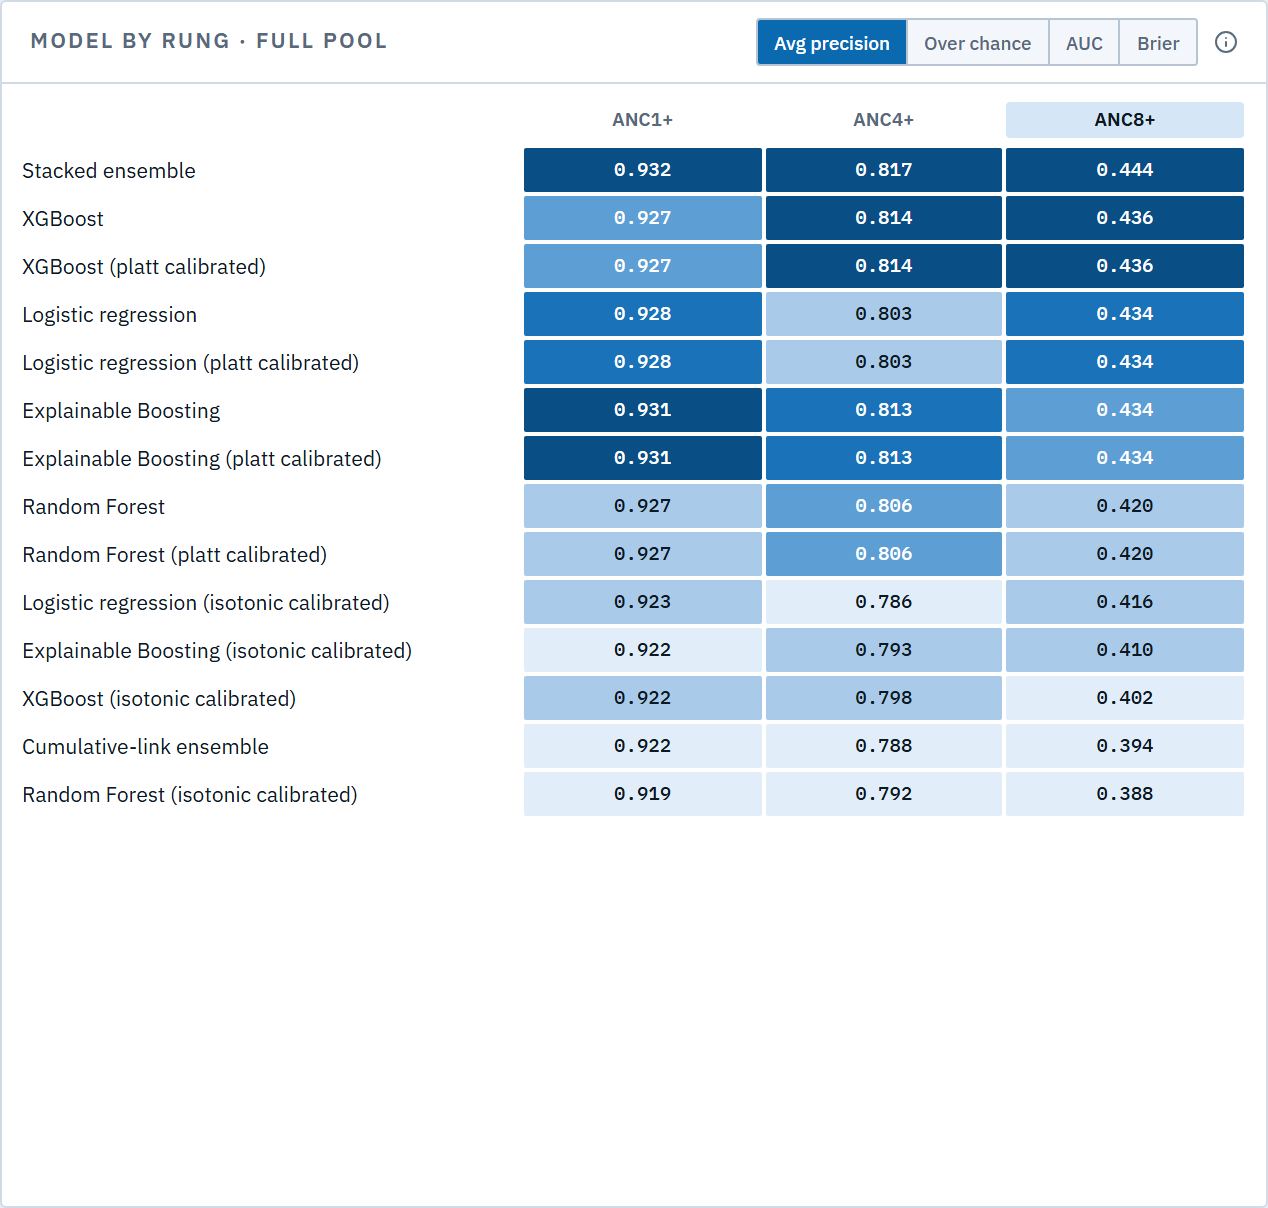 MODEL BY RUNG · FULL POOL
Avg precision Over chance AUC Brier
ANC1+ ANC4+ ANC8+
Stacked ensemble 0.932 0.817 0.444
XGBoost 0.927 0.814 0.436
XGBoost (platt calibrated) 0.927 0.814 0.436
Logistic regression 0.928 0.803 0.434
Logistic regression (platt calibrated) 0.928 0.803 0.434
Explainable Boosting 0.931 0.813 0.434
Explainable Boosting (platt calibrated) 0.931 0.813 0.434
Random Forest 0.927 0.806 0.420
Random Forest (platt calibrated) 0.927 0.806 0.420
Logistic regression (isotonic calibrated) 0.923 0.786 0.416
Explainable Boosting (isotonic calibrated) 0.922 0.793 0.410
XGBoost (isotonic calibrated) 0.922 0.798 0.402
Cumulative-link ensemble 0.922 0.788 0.394
Random Forest (isotonic calibrated) 0.919 0.792 0.388